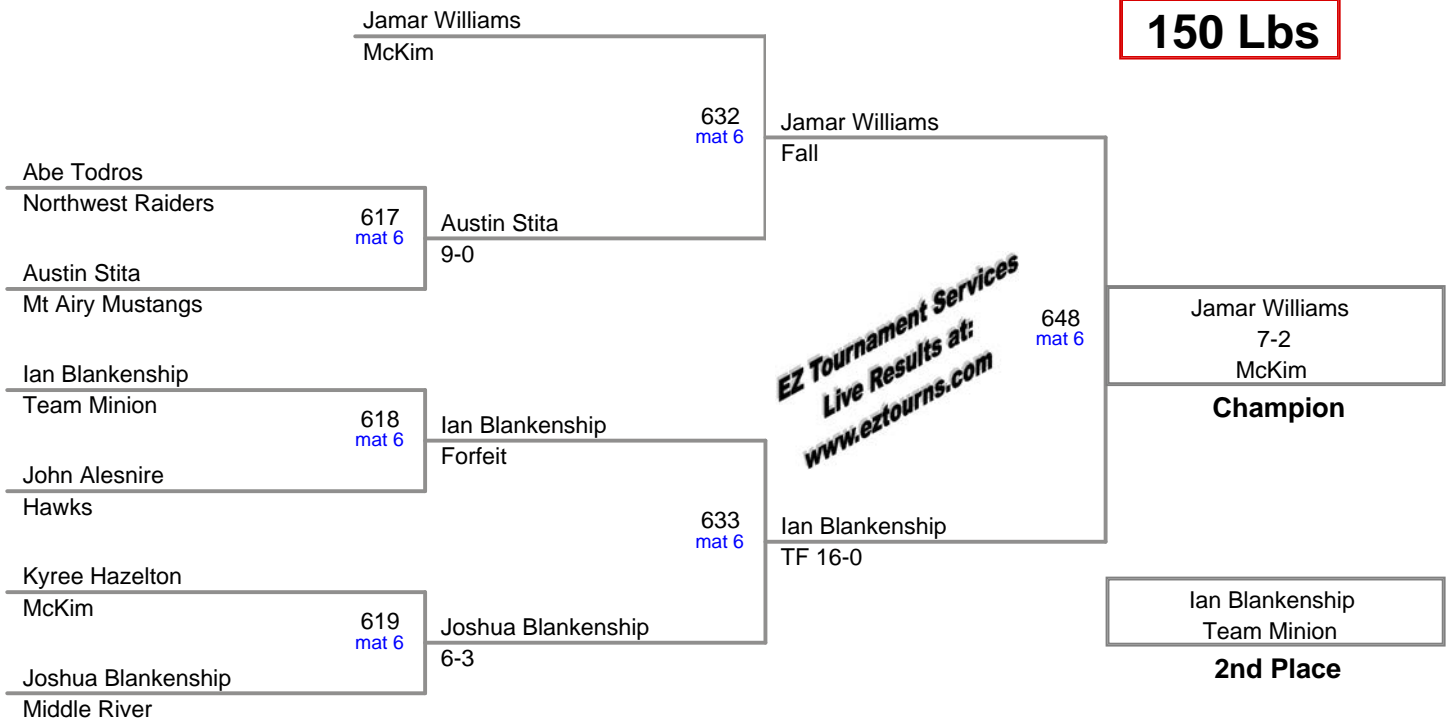 150 Lbs
Jamar Williams
McKim
632
mat 6
Jamar Williams
Fall
Abe Todros
Northwest Raiders
617
mat 6
Austin Stita
9-0
Austin Stita
Mt Airy Mustangs
EZ Tournament Services
Live Results at:
www.eztourns.com
648
mat 6
Jamar Williams
7-2
McKim
Champion
Ian Blankenship
Team Minion
618
mat 6
Ian Blankenship
Forfeit
John Alesnire
Hawks
633
mat 6
Ian Blankenship
TF 16-0
Kyree Hazelton
McKim
619
mat 6
Joshua Blankenship
6-3
Joshua Blankenship
Middle River
Ian Blankenship
Team Minion
2nd Place